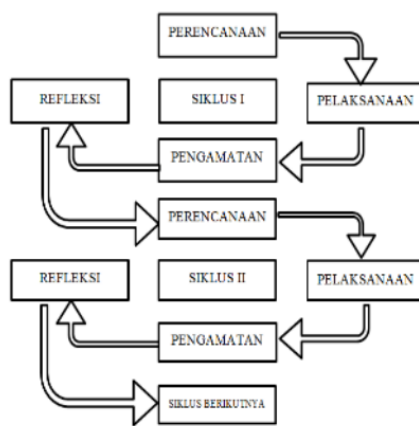 PERENCANAAN
REFLEKSI
SIKLUS I
PELAKSANAAN
PENGAMATAN
PERENCANAAN
REFLEKSI
SIKLUS II
PELAKSANAAN
PENGAMATAN
SIKLUS BERIKUTNYA